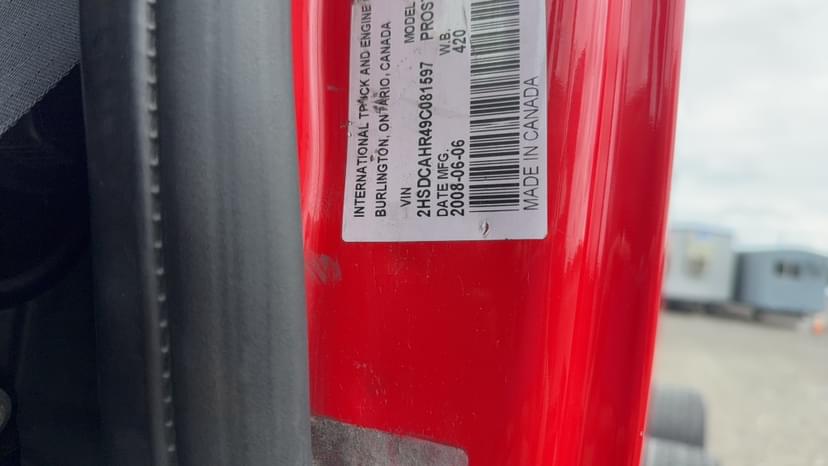 INTERNATIONAL TRUCK AND ENGINE
BURLINGTON, ONTARIO, CANADA
VIN MODEL
2HSDCAHR49C081597
DATE MFG. W.B.
2008-06-06 420
MADE IN CANADA